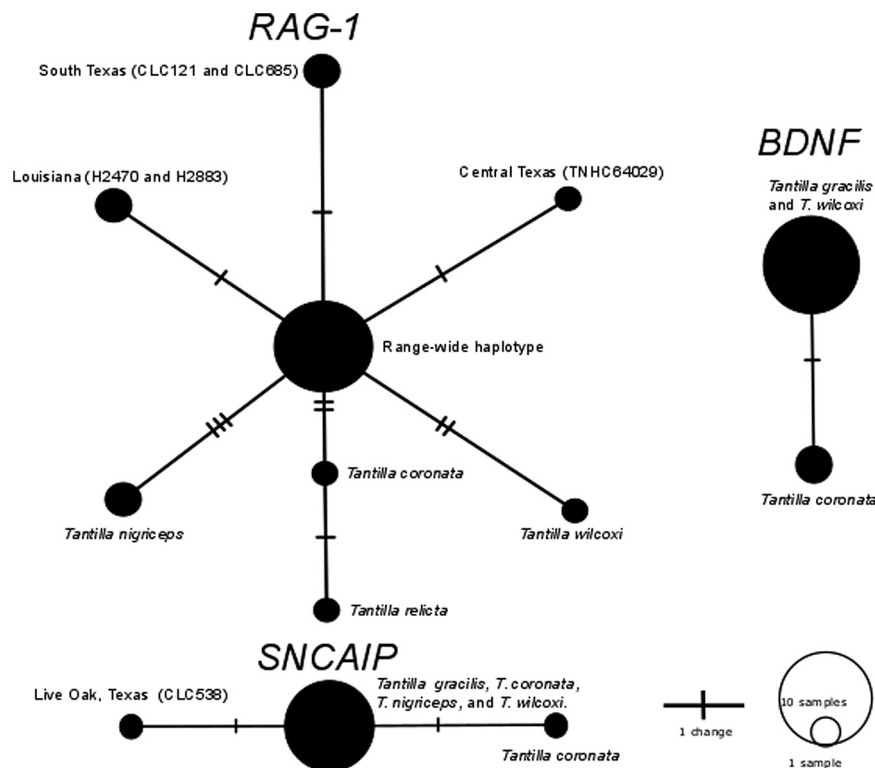 RAG-1
South Texas (CLC121 and CLC685)
Louisiana (H2470 and H2883)
Central Texas (TNHC64029)
Range-wide haplotype
Tantilla nigriceps
Tantilla coronata
Tantilla wilcoxi
Tantilla relicta
BDNF
Tantilla gracilis
and T. wilcoxi
Tantilla coronata
SNCAIP
Live Oak, Texas (CLC538)
Tantilla gracilis, T. coronata,
T. nigriceps, and T. wilcoxi.
Tantilla coronata
1 change
10 samples
1 sample